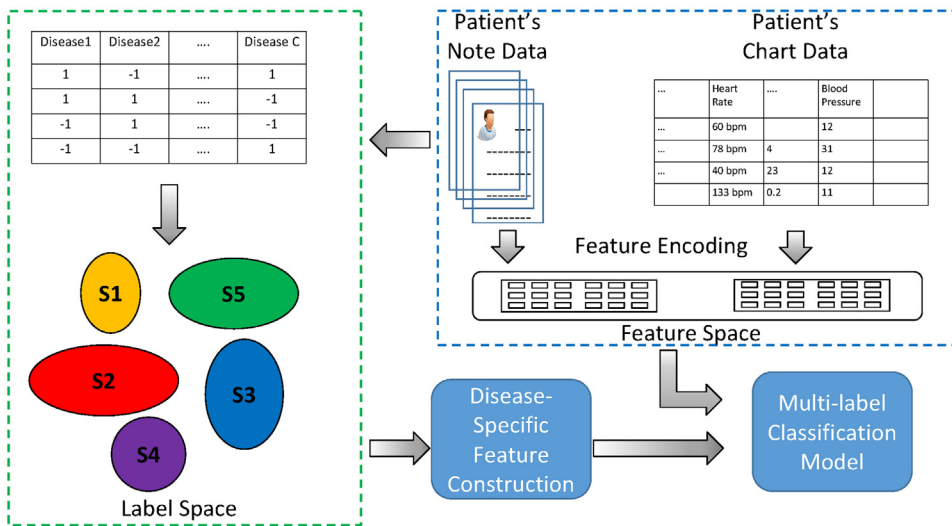 Disease1 Disease2 .... Disease C
1 -1 .... 1
1 1 .... -1
-1 1 .... -1
-1 -1 .... 1
S1
S5
S2
S3
S4
Label Space
Patient's
Note Data
Patient's
Chart Data
... Heart
Rate .... Blood
Pressure
... 60 bpm 12
... 78 bpm 4 31
... 40 bpm 23 12
133 bpm 0.2 11
Feature Encoding
Feature Space
Disease-
Specific
Feature
Construction
Multi-label
Classification
Model